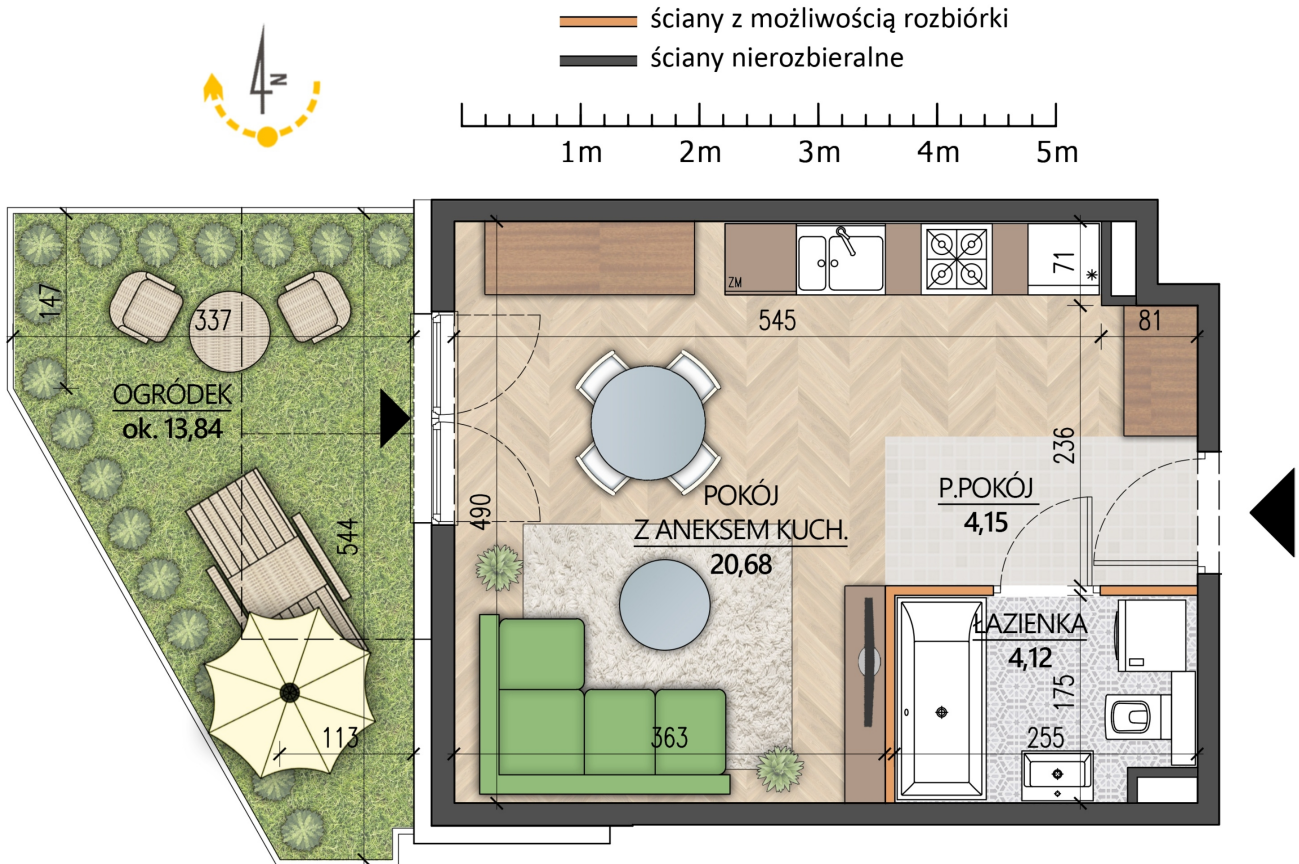 ściany z możliwością rozbiórki
ściany nierozbieralne
N
1m 2m 3m 4m 5m
147
337
OGRÓDEK
ok. 13,84
544
113
ZM
71
545
81
236
490
POKÓJ
Z ANEKSEM KUCH.
20,68
P.POKÓJ
4,15
ŁAZIENKA
4,12
175
363
255